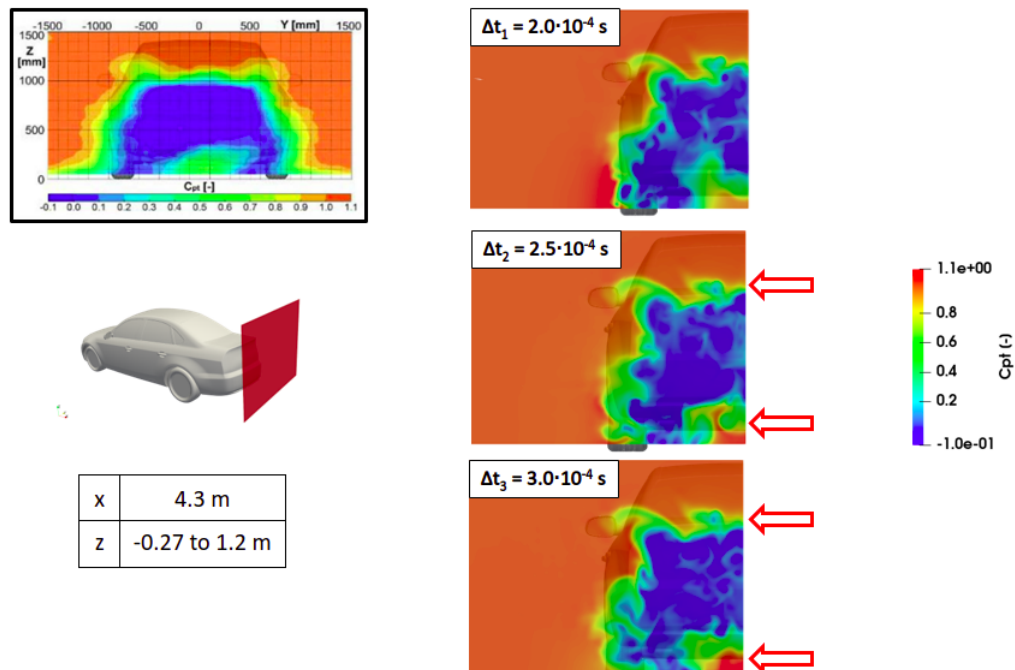 -1500 -1000 -500 0 500 Y [mm] 1500
1500
Z
[mm]
1000
500
0
Cpt [-]
-0.1 0.0 0.1 0.2 0.3 0.4 0.5 0.6 0.7 0.8 0.9 1.0 1.1
x 4.3 m
z -0.27 to 1.2 m
Δt₁ = 2.0·10⁻⁴ s
Δt₂ = 2.5·10⁻⁴ s
Δt₃ = 3.0·10⁻⁴ s
1.1e+00
0.8
0.6
0.4
0.2
-1.0e-01
Cpt (-)